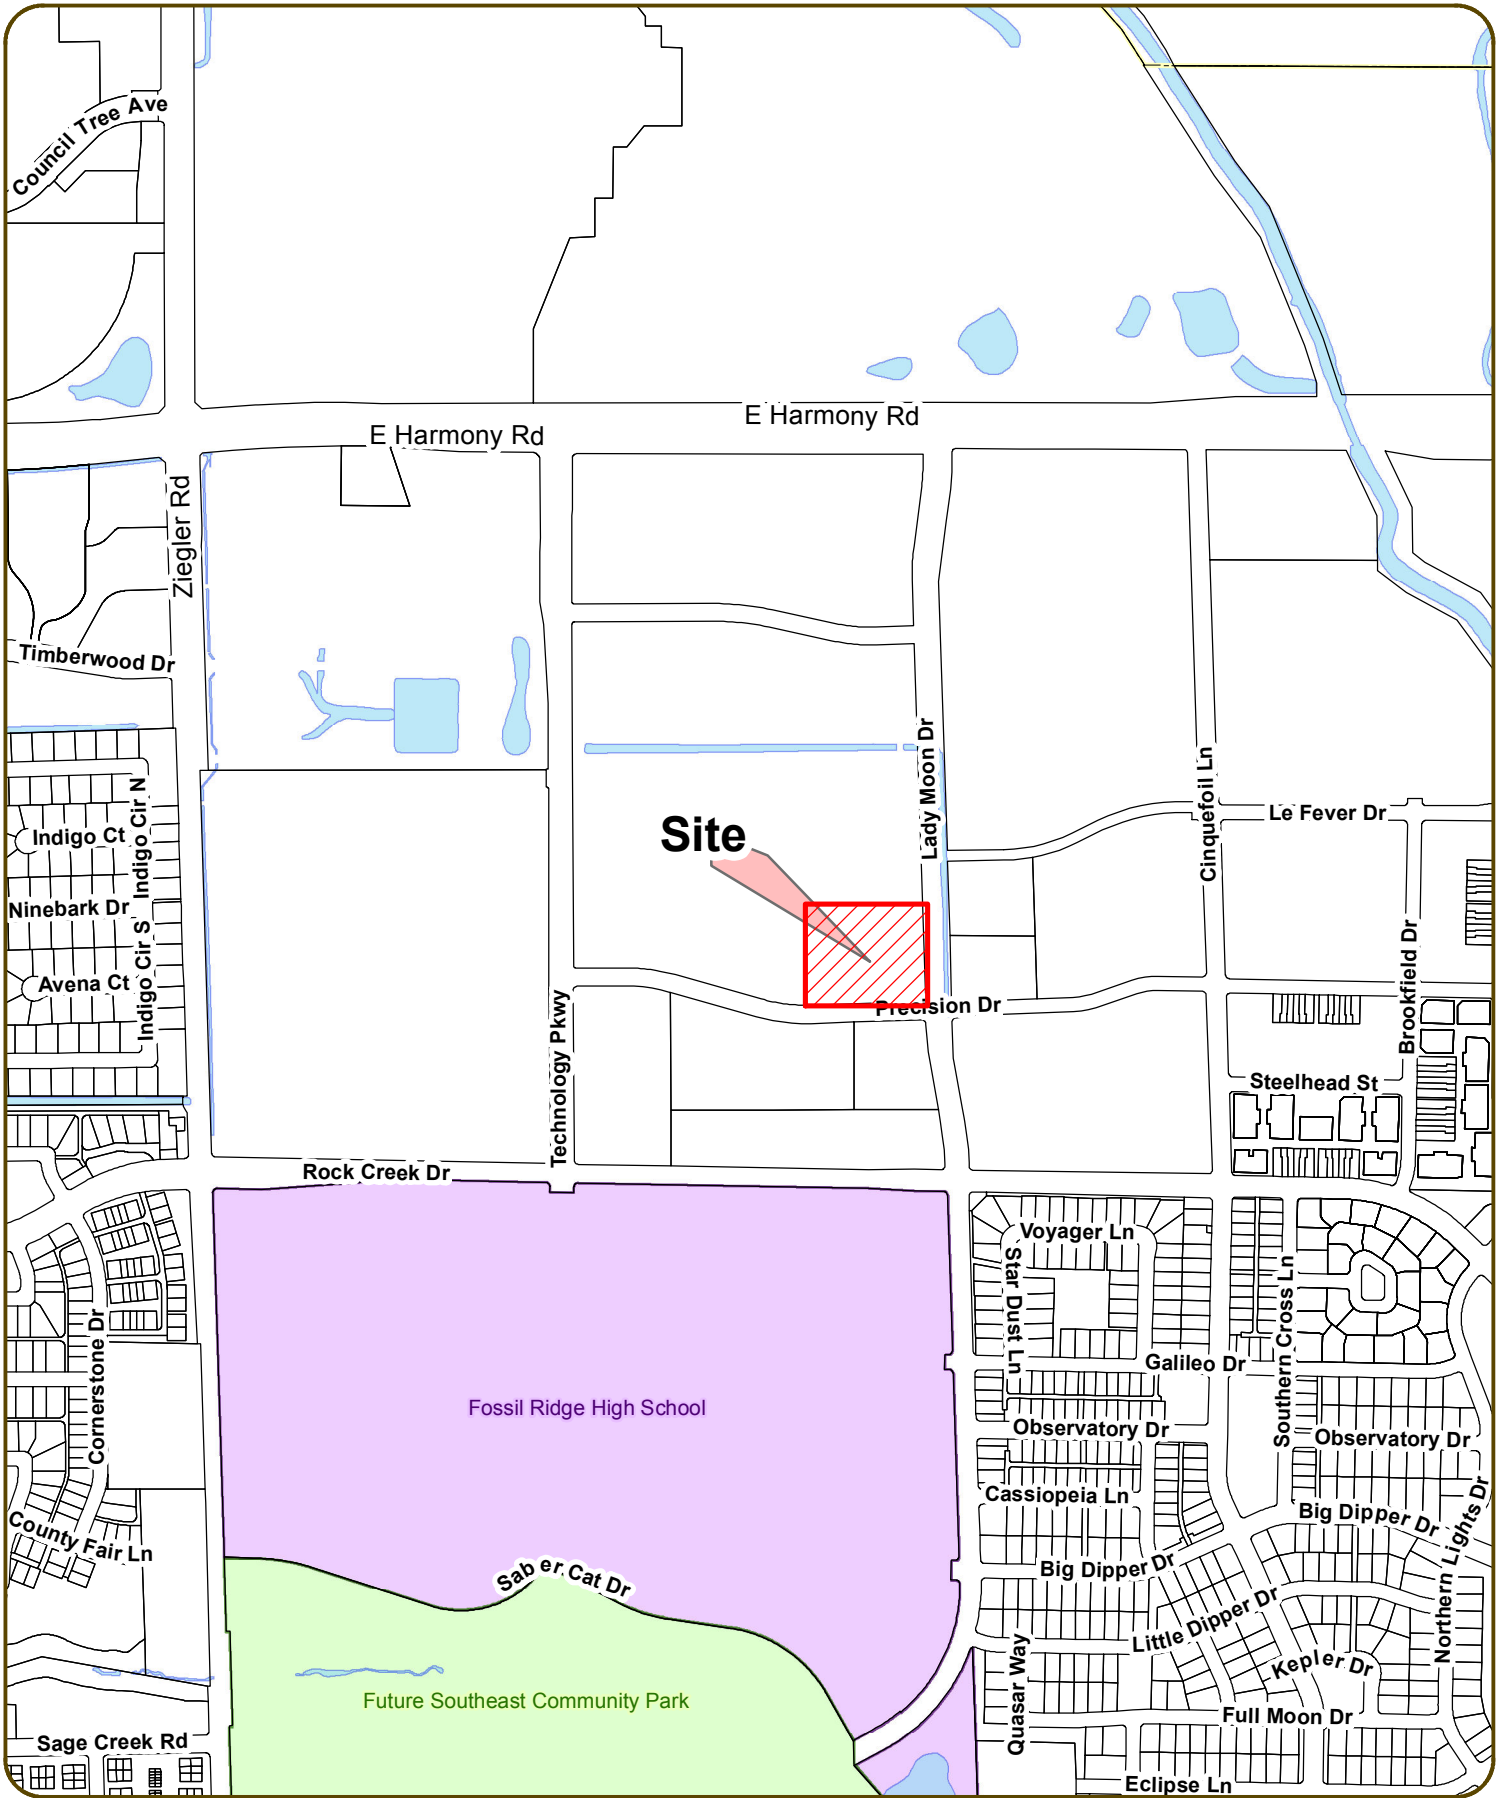 Council Tree Ave
E Harmony Rd
E Harmony Rd
Ziegler Rd
Timberwood Dr
Lady Moon Dr
Cinquefoil Ln
Le Fever Dr
Site
Indigo Cir N
Indigo Ct
Ninebark Dr
Indigo Cir S
Avena Ct
Brookfield Dr
Technology Pkwy
Precision Dr
Steelhead St
Rock Creek Dr
Voyager Ln
Star Dust Ln
Southern Cross Ln
Cornerstone Dr
Galileo Dr
Fossil Ridge High School
Observatory Dr
Observatory Dr
Cassiopeia Ln
Big Dipper Dr
Northern Lights Dr
County Fair Ln
Big Dipper Dr
Saber Cat Dr
Little Dipper Dr
Kepler Dr
Quasar Way
Future Southeast Community Park
Full Moon Dr
Sage Creek Rd
Eclipse Ln